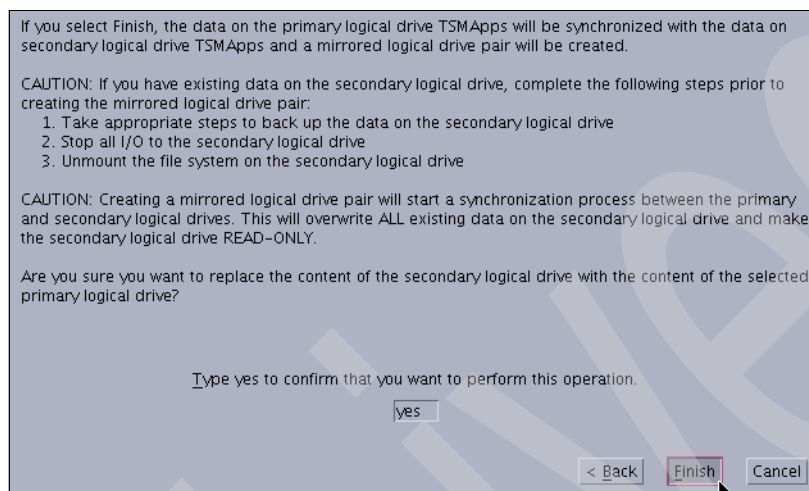 If you select Finish, the data on the primary logical drive TSMApps will be synchronized with the data on
secondary logical drive TSMApps and a mirrored logical drive pair will be created.
CAUTION: If you have existing data on the secondary logical drive, complete the following steps prior to
creating the mirrored logical drive pair:
1. Take appropriate steps to back up the data on the secondary logical drive
2. Stop all I/O to the secondary logical drive
3. Unmount the file system on the secondary logical drive
CAUTION: Creating a mirrored logical drive pair will start a synchronization process between the primary
and secondary logical drives. This will overwrite ALL existing data on the secondary logical drive and make
the secondary logical drive READ-ONLY.
Are you sure you want to replace the content of the secondary logical drive with the content of the selected
primary logical drive?
Type yes to confirm that you want to perform this operation.
yes
< Back Finish Cancel